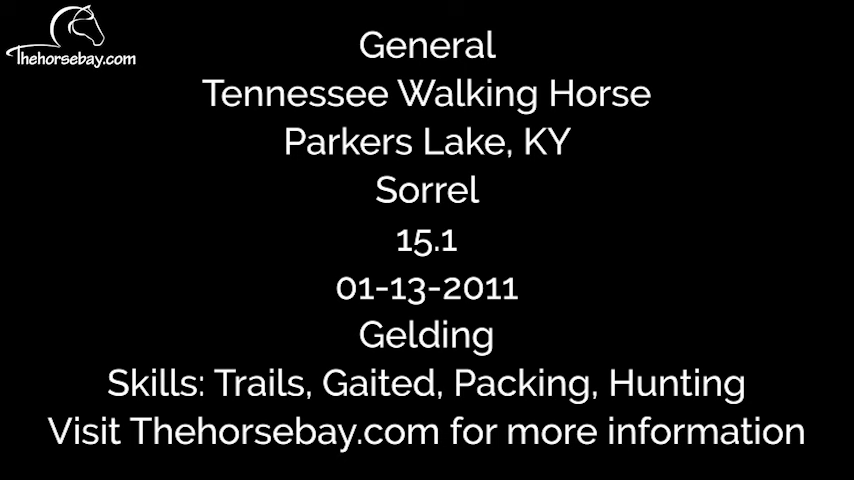 Thehorsebay.com
General
Tennessee Walking Horse
Parkers Lake, KY
Sorrel
15.1
01-13-2011
Gelding
Skills: Trails, Gaited, Packing, Hunting
Visit Thehorsebay.com for more information